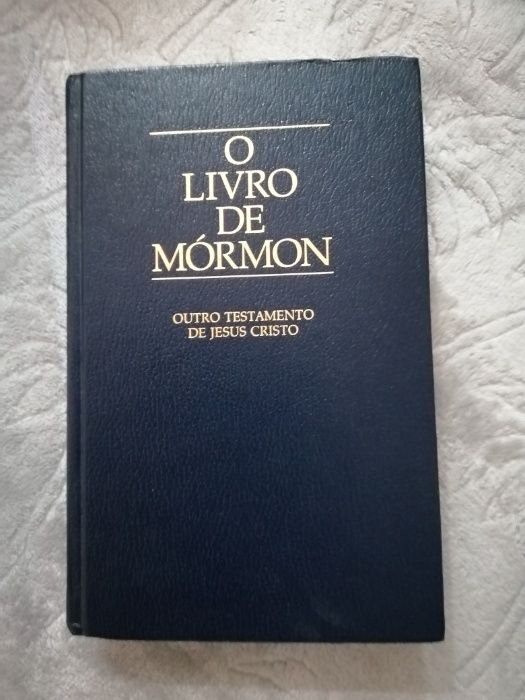 O
LIVRO
DE
MÓRMON
OUTRO TESTAMENTO
DE JESUS CRISTO